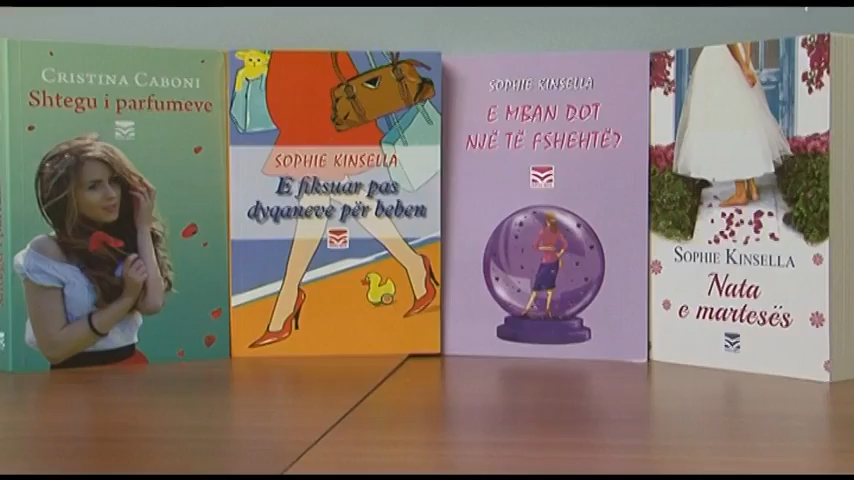 CRISTINA CABONI
Shtegu i parfumeve
SOPHIE KINSELLA
E fiksuar pas
dyqaneve për beben
SOPHIE KINSELLA
E MBAN DOT
NJË TË FSHEHTË?
SOPHIE KINSELLA
Nata
e martesës